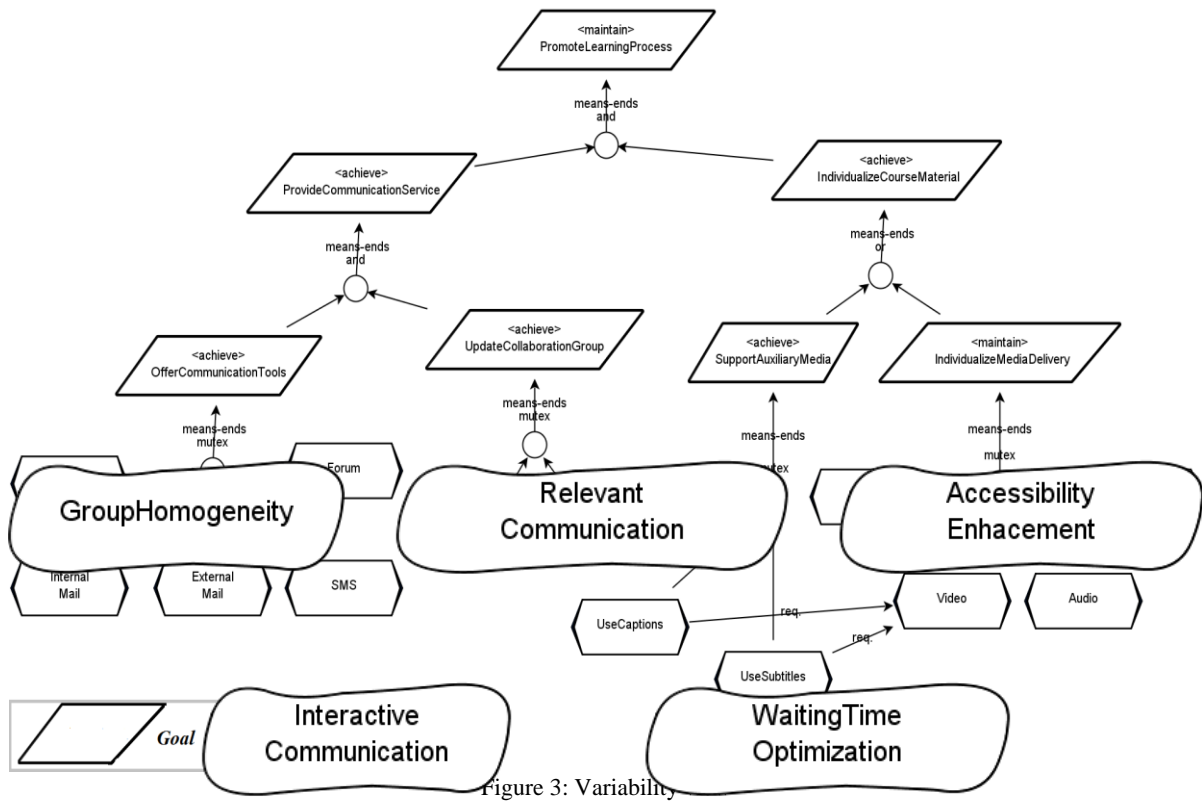 <maintain>
PromoteLearningProcess
means-ends
and
<achieve>
ProvideCommunicationService
<achieve>
IndividualizeCourseMaterial
means-ends
and
means-ends
or
<achieve>
OfferCommunicationTools
<achieve>
UpdateCollaborationGroup
<achieve>
SupportAuxiliaryMedia
<maintain>
IndividualizeMediaDelivery
means-ends
mutex
means-ends
mutex
means-ends
mutex
means-ends
mutex
Forum
GroupHomogeneity
Relevant
Communication
Accessibility
Enhacement
Internal
Mail
External
Mail
SMS
UseCaptions
req.
Video
Audio
req.
UseSubtitles
Goal
Interactive
Communication
WaitingTime
Optimization
Figure 3: Variability